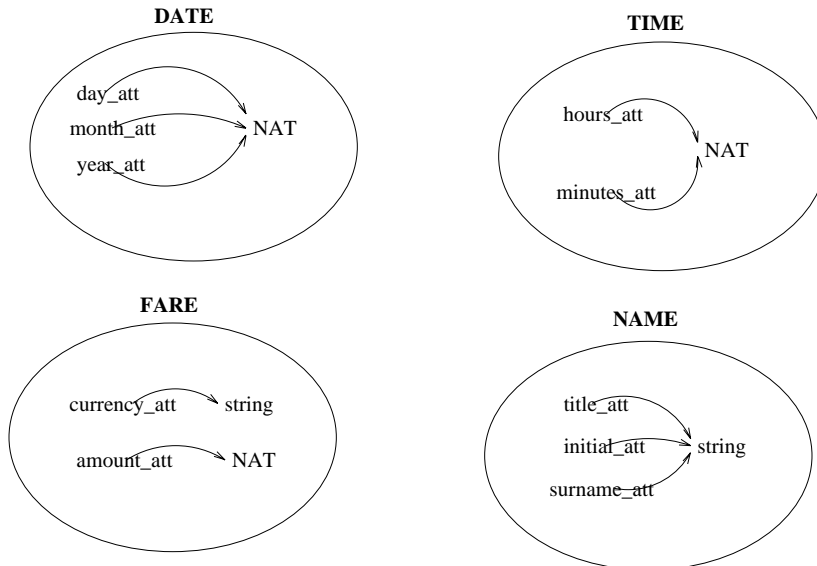 DATE
day_att
month_att
NAT
year_att
TIME
hours_att
NAT
minutes_att
FARE
currency_att
string
amount_att
NAT
NAME
title_att
initial_att
string
surname_att